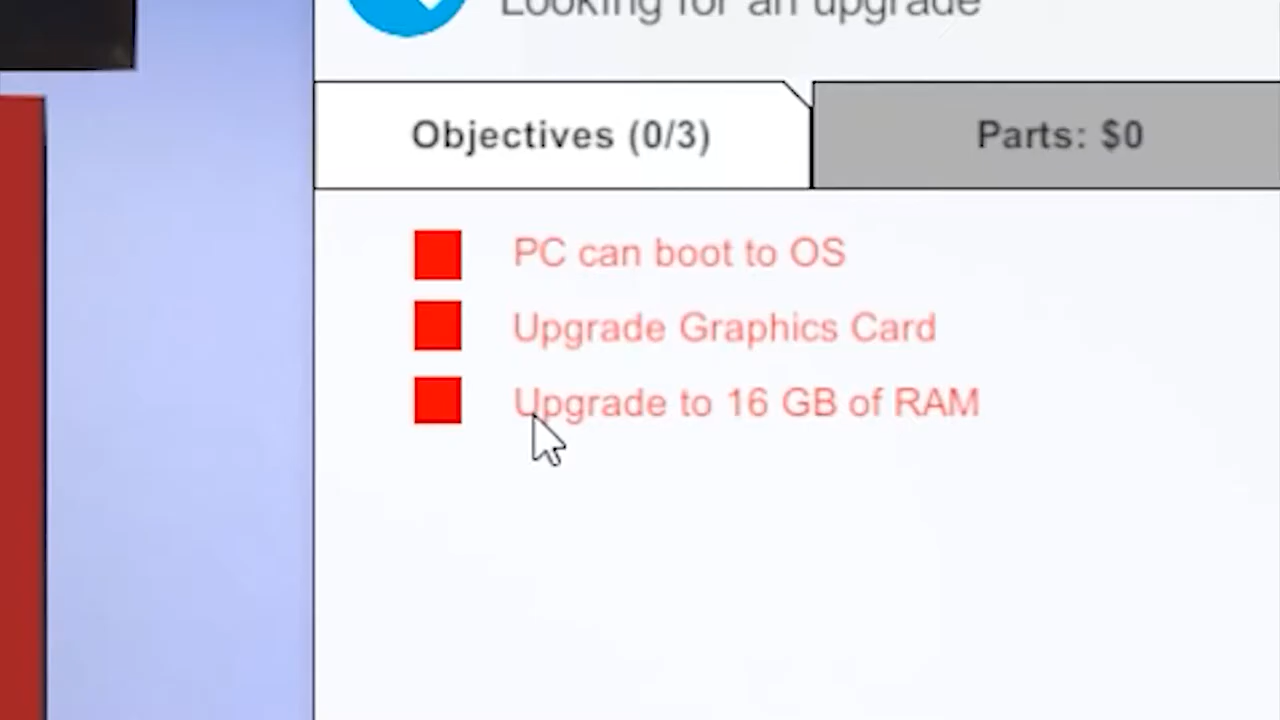 Looking for an upgrade
Objectives (0/3)
Parts: $0
PC can boot to OS
Upgrade Graphics Card
Upgrade to 16 GB of RAM